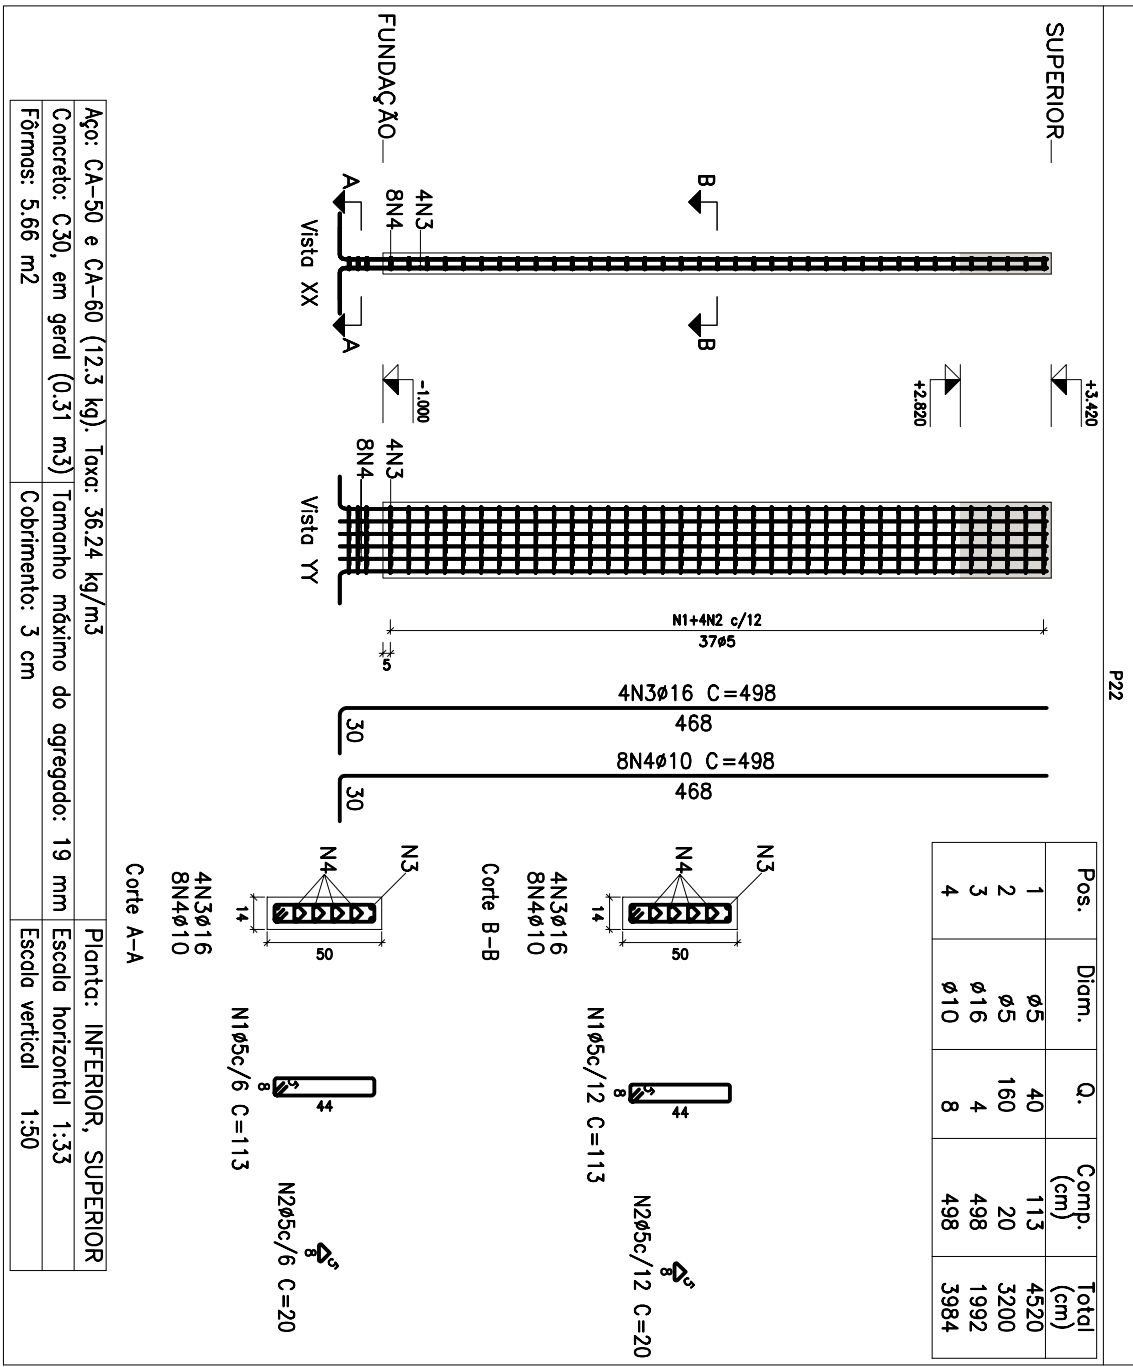 P22
SUPERIOR
FUNDAÇÃO
+3.420
+2.820
-1.000
B
B
A
A
4N3
8N4
Vista XX
4N3
8N4
Vista YY
N1+4N2 c/12
37ø5
5
4N3ø16 C=498
468
30
8N4ø10 C=498
468
30
Pos. Diam. Q. Comp. (cm) Total (cm)
1 ø5 40 113 4520
2 ø5 160 20 3200
3 ø16 4 498 1992
4 ø10 8 498 3984
N3
N4
14
50
4N3ø16
8N4ø10
Corte B-B
44
8
5
N1ø5c/12 C=113
5
8
N2ø5c/12 C=20
N3
N4
14
50
4N3ø16
8N4ø10
Corte A-A
44
8
5
N1ø5c/6 C=113
5
8
N2ø5c/6 C=20
Aço: CA-50 e CA-60 (12.3 kg). Taxa: 36.24 kg/m3
Planta: INFERIOR, SUPERIOR
Concreto: C30, em geral (0.31 m3)
Tamanho máximo do agregado: 19 mm
Escala horizontal 1:33
Fôrmas: 5.66 m2
Cobrimento: 3 cm
Escala vertical 1:50